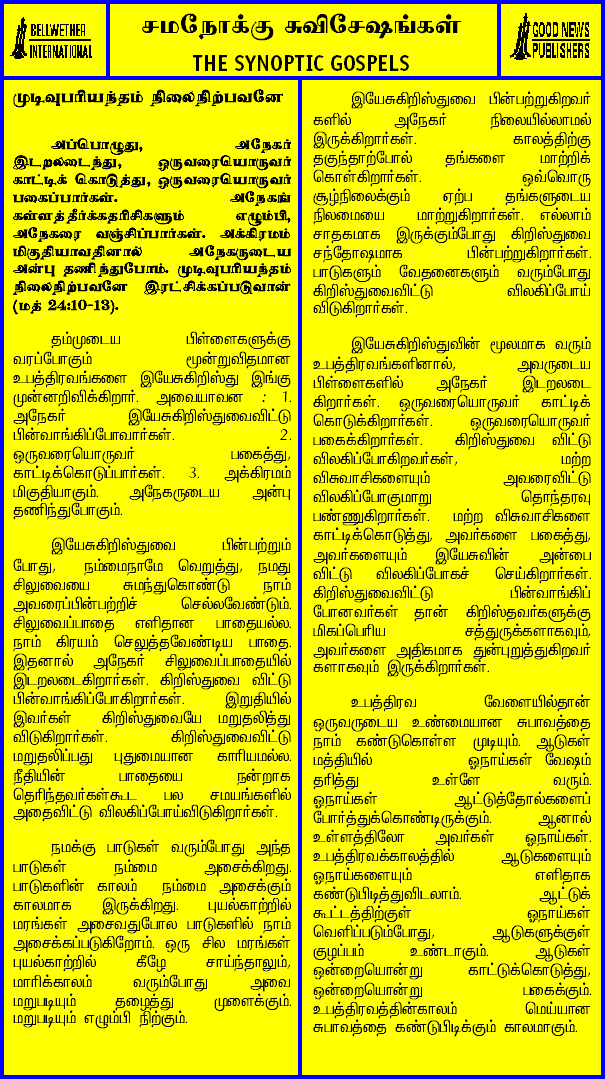 BELLWETHER
INTERNATIONAL
சமநோக்கு சுவிசேஷங்கள்
THE SYNOPTIC GOSPELS
GOOD NEWS
PUBLISHERS
முடிவுபரியந்தம் நிலைநிற்பவனே
அப்பொழுது, அநேகர்
இடறலடைந்து, ஒருவரையொருவர்
காட்டிக் கொடுத்து, ஒருவரையொருவர்
பகைப்பார்கள். அநேகங்
கள்ளத்தீர்க்கதரிசிகளும் எழும்பி,
அநேகரை வஞ்சிப்பார்கள். அக்கிரமம்
மிகுதியாவதினால் அநேகருடைய
அன்பு தணிந்துபோம். முடிவுபரியந்தம்
நிலைநிற்பவனே இரட்சிக்கப்படுவான்
(மத் 24:10-13).
தம்முடைய பிள்ளைகளுக்கு
வரப்போகும் மூன்றுவிதமான
உபத்திரவங்களை இயேசுகிறிஸ்து இங்கு
முன்னறிவிக்கிறார். அவையாவன : 1.
அநேகர் இயேசுகிறிஸ்துவைவிட்டு
பின்வாங்கிப்போவார்கள். 2.
ஒருவரையொருவர் பகைத்து,
காட்டிக்கொடுப்பார்கள். 3. அக்கிரமம்
மிகுதியாகும். அநேகருடைய அன்பு
தணிந்துபோகும்.
இயேசுகிறிஸ்துவை பின்பற்றும்
போது, நம்மைநாமே வெறுத்து, நமது
சிலுவையை சுமந்துகொண்டு நாம்
அவரைப்பின்பற்றிச் செல்லவேண்டும்.
சிலுவைப்பாதை எளிதான பாதையல்ல.
நாம் கிரயம் செலுத்தவேண்டிய பாதை.
இதனால் அநேகர் சிலுவைப்பாதையில்
இடறலடைகிறார்கள். கிறிஸ்துவை விட்டு
பின்வாங்கிப்போகிறார்கள். இறுதியில்
இவர்கள் கிறிஸ்துவையே மறுதலித்து
விடுகிறார்கள். கிறிஸ்துவைவிட்டு
மறுதலிப்பது புதுமையான காரியமல்ல.
நீதியின் பாதையை நன்றாக
தெரிந்தவர்கள்கூட பல சமயங்களில்
அதைவிட்டு விலகிப்போய்விடுகிறார்கள்.
நமக்கு பாடுகள் வரும்போது அந்த
பாடுகள் நம்மை அசைக்கிறது.
பாடுகளின் காலம் நம்மை அசைக்கும்
காலமாக இருக்கிறது. புயல்காற்றில்
மரங்கள் அசைவதுபோல பாடுகளில் நாம்
அசைக்கப்படுகிறோம். ஒரு சில மரங்கள்
புயல்காற்றில் கீழே சாய்ந்தாலும்,
மாரிக்காலம் வரும்போது அவை
மறுபடியும் தழைத்து முளைக்கும்.
மறுபடியும் எழும்பி நிற்கும்.
இயேசுகிறிஸ்துவை பின்பற்றுகிறவர்
களில் அநேகர் நிலையில்லாமல்
இருக்கிறார்கள். காலத்திற்கு
தகுந்தாற்போல் தங்களை மாற்றிக்
கொள்கிறார்கள். ஒவ்வொரு
சூழ்நிலைக்கும் ஏற்ப தங்களுடைய
நிலமையை மாற்றுகிறார்கள். எல்லாம்
சாதகமாக இருக்கும்போது கிறிஸ்துவை
சந்தோஷமாக பின்பற்றுகிறார்கள்.
பாடுகளும் வேதனைகளும் வரும்போது
கிறிஸ்துவைவிட்டு விலகிப்போய்
விடுகிறார்கள்.
இயேசுகிறிஸ்துவின் மூலமாக வரும்
உபத்திரவங்களினால், அவருடைய
பிள்ளைகளில் அநேகர் இடறலடை
கிறார்கள். ஒருவரையொருவர் காட்டிக்
கொடுக்கிறார்கள். ஒருவரையொருவர்
பகைக்கிறார்கள். கிறிஸ்துவை விட்டு
விலகிப்போகிறவர்கள், மற்ற
விசுவாசிகளையும் அவரைவிட்டு
விலகிப்போகுமாறு தொந்தரவு
பண்ணுகிறார்கள். மற்ற விசுவாசிகளை
காட்டிக்கொடுத்து, அவர்களை பகைத்து,
அவர்களையும் இயேசுவின் அன்பை
விட்டு விலகிப்போகச் செய்கிறார்கள்.
கிறிஸ்துவைவிட்டு பின்வாங்கிப்
போனவர்கள் தான் கிறிஸ்தவர்களுக்கு
மிகப்பெரிய சத்துருக்களாகவும்,
அவர்களை அதிகமாக துன்புறுத்துகிறவர்
களாகவும் இருக்கிறார்கள்.
உபத்திரவ வேளையில்தான்
ஒருவருடைய உண்மையான சுபாவத்தை
நாம் கண்டுகொள்ள முடியும். ஆடுகள்
மத்தியில் ஓநாய்கள் வேஷம்
தரித்து உள்ளே வரும்.
ஓநாய்கள் ஆட்டுத்தோல்களைப்
போர்த்துக்கொண்டிருக்கும். ஆனால்
உள்ளத்திலோ அவர்கள் ஓநாய்கள்.
உபத்திரவக்காலத்தில் ஆடுகளையும்
ஓநாய்களையும் எளிதாக
கண்டுபிடித்துவிடலாம். ஆட்டுக்
கூட்டத்திற்குள் ஓநாய்கள்
வெளிப்படும்போது, ஆடுகளுக்குள்
குழப்பம் உண்டாகும். ஆடுகள்
ஒன்றையொன்று காட்டுக்கொடுத்து,
ஒன்றையொன்று பகைக்கும்.
உபத்திரவத்தின்காலம் மெய்யான
சுபாவத்தை கண்டுபிடிக்கும் காலமாகும்.